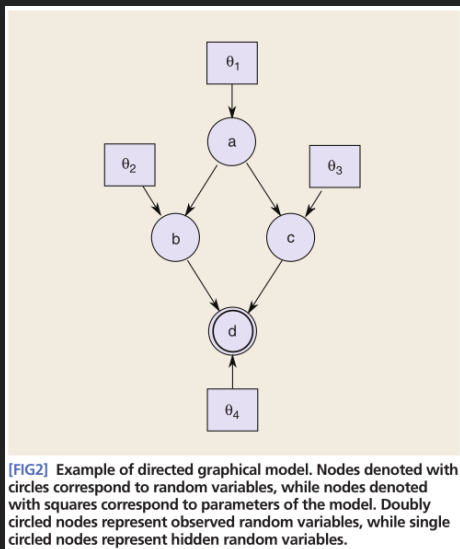 θ1
a
θ2
θ3
b
c
d
θ4
[FIG2] Example of directed graphical model. Nodes denoted with
circles correspond to random variables, while nodes denoted
with squares correspond to parameters of the model. Doubly
circled nodes represent observed random variables, while single
circled nodes represent hidden random variables.